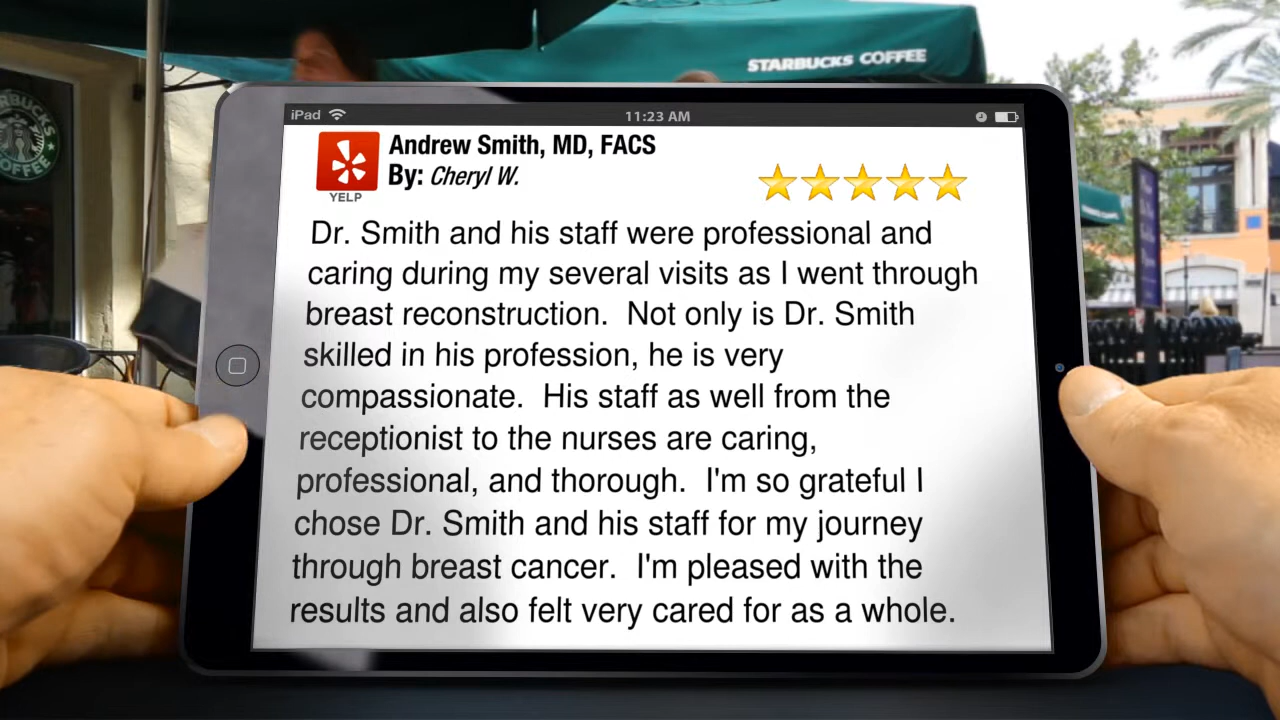 STARBUCKS COFFEE
RBUCKS
OFFEE
iPad
11:23 AM
YELP
Andrew Smith, MD, FACS
By: Cheryl W.
Dr. Smith and his staff were professional and
caring during my several visits as I went through
breast reconstruction. Not only is Dr. Smith
skilled in his profession, he is very
compassionate. His staff as well from the
receptionist to the nurses are caring,
professional, and thorough. I'm so grateful I
chose Dr. Smith and his staff for my journey
through breast cancer. I'm pleased with the
results and also felt very cared for as a whole.